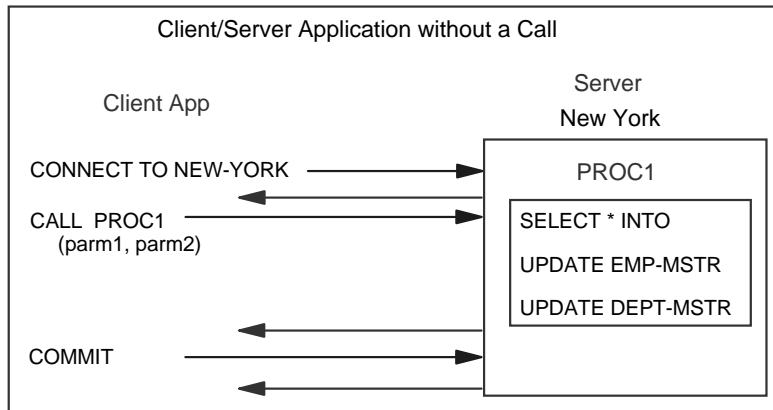 Client/Server Application without a Call
Client App
Server
New York
CONNECT TO NEW-YORK
PROC1
CALL PROC1
(parm1, parm2)
SELECT * INTO
UPDATE EMP-MSTR
UPDATE DEPT-MSTR
COMMIT